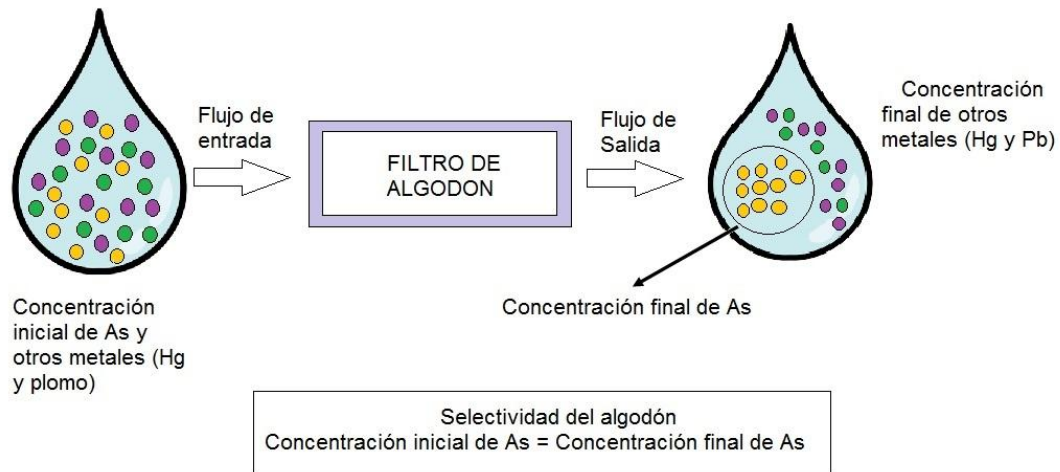 Flujo de
entrada
FILTRO DE
ALGODON
Flujo de
Salida
Concentración
final de otros
metales (Hg y Pb)
Concentración
inicial de As y
otros metales (Hg
y plomo)
Concentración final de As
Selectividad del algodón
Concentración inicial de As = Concentración final de As